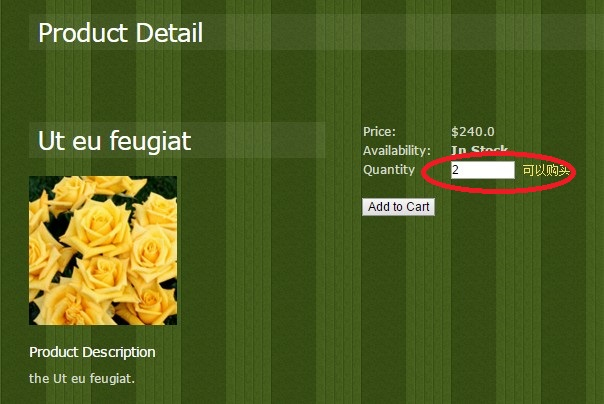 Product Detail
Ut eu feugiat
Price: $240.0
Availability: In Stock
Quantity 2 可以购买
Add to Cart
Product Description
the Ut eu feugiat.